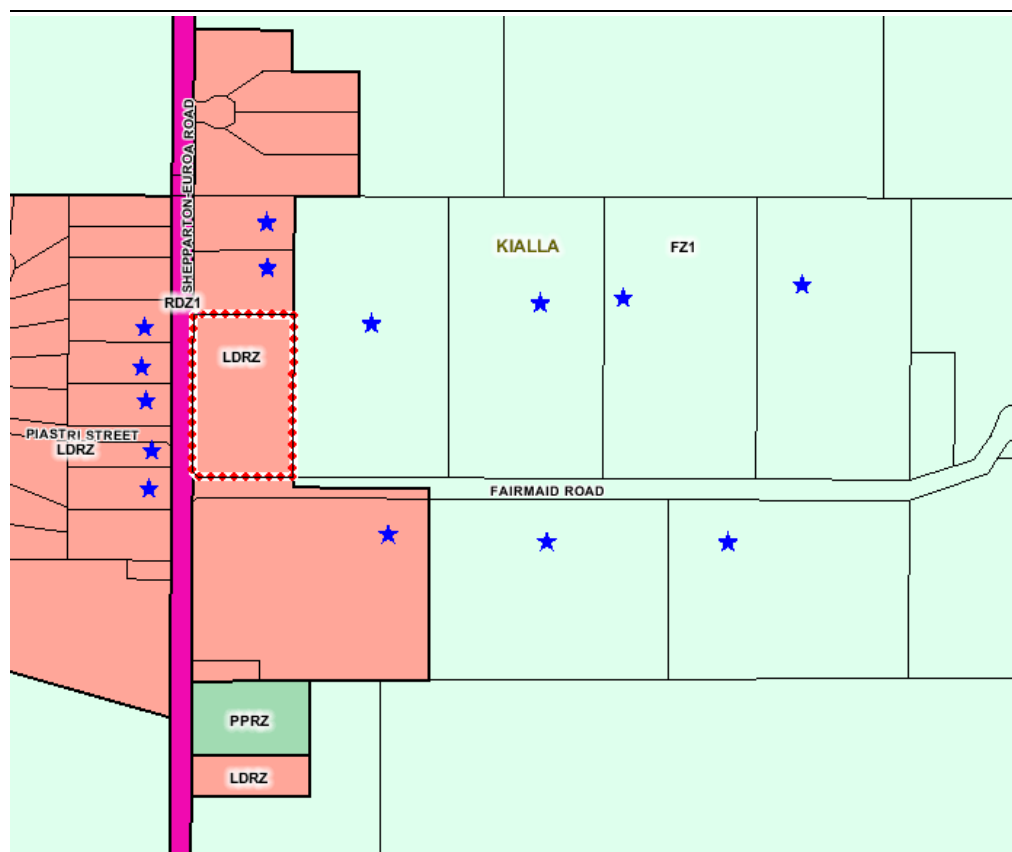 SHEPPARTON-EUROA ROAD
KIALLA
FZ1
RDZ1
LDRZ
PIASTRI STREET
LDRZ
FAIRMAID ROAD
PPRZ
LDRZ